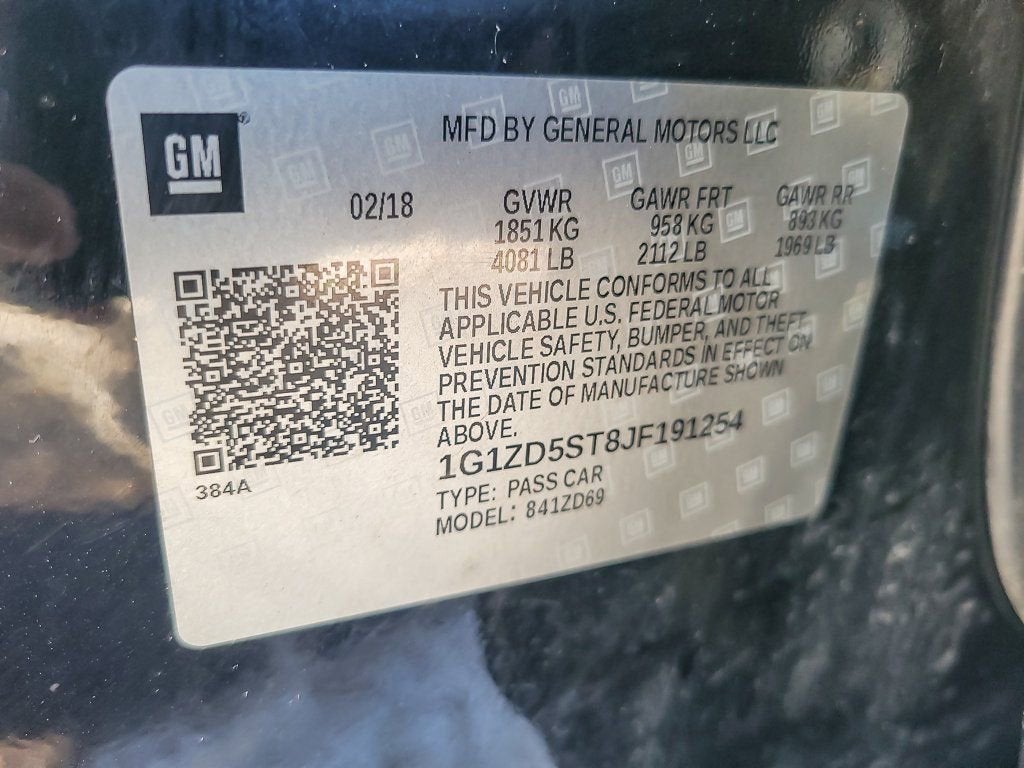 GM
MFD BY GENERAL MOTORS LLC
02/18 GVWR GAWR FRT GAWR RR
1851 KG 958 KG 893 KG
4081 LB 2112 LB 1969 LB
THIS VEHICLE CONFORMS TO ALL
APPLICABLE U.S. FEDERAL MOTOR
VEHICLE SAFETY, BUMPER, AND THEFT
PREVENTION STANDARDS IN EFFECT ON
THE DATE OF MANUFACTURE SHOWN
ABOVE.
1G1ZD5ST8JF191254
384A
TYPE: PASS CAR
MODEL: 841ZD69